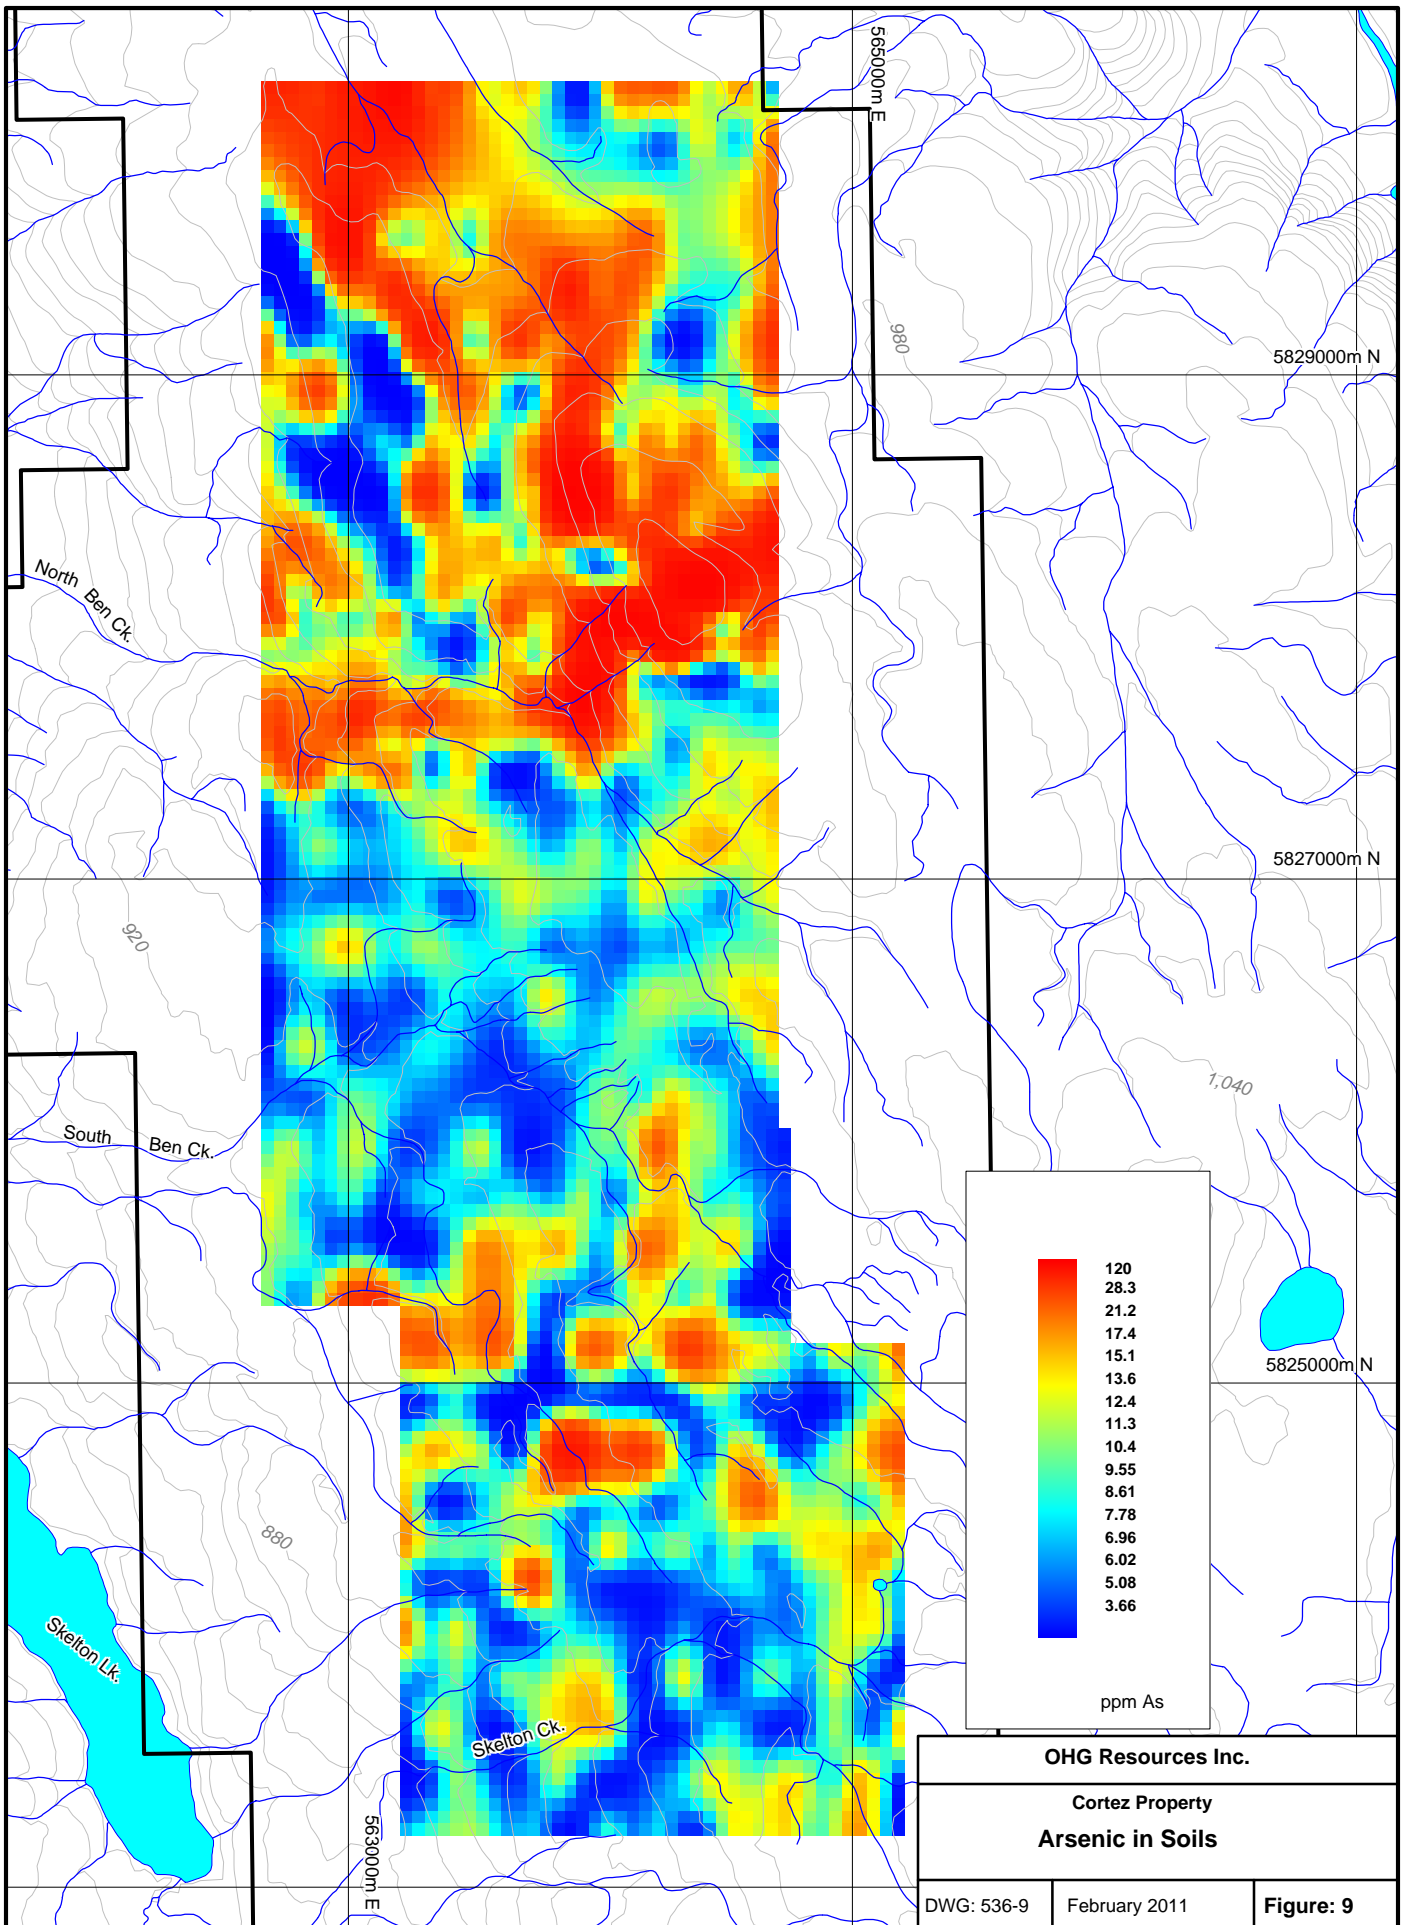 565000m E
980
5829000m N
North Ben Ck.
5827000m N
920
1,040
South Ben Ck.
120
28.3
21.2
17.4
15.1
13.6
12.4
11.3
10.4
9.55
8.61
7.78
6.96
6.02
5.08
3.66
ppm As
5825000m N
880
Skelton Lk.
Skelton Ck.
563000m E
OHG Resources Inc.
Cortez Property
Arsenic in Soils
DWG: 536-9
February 2011
Figure: 9